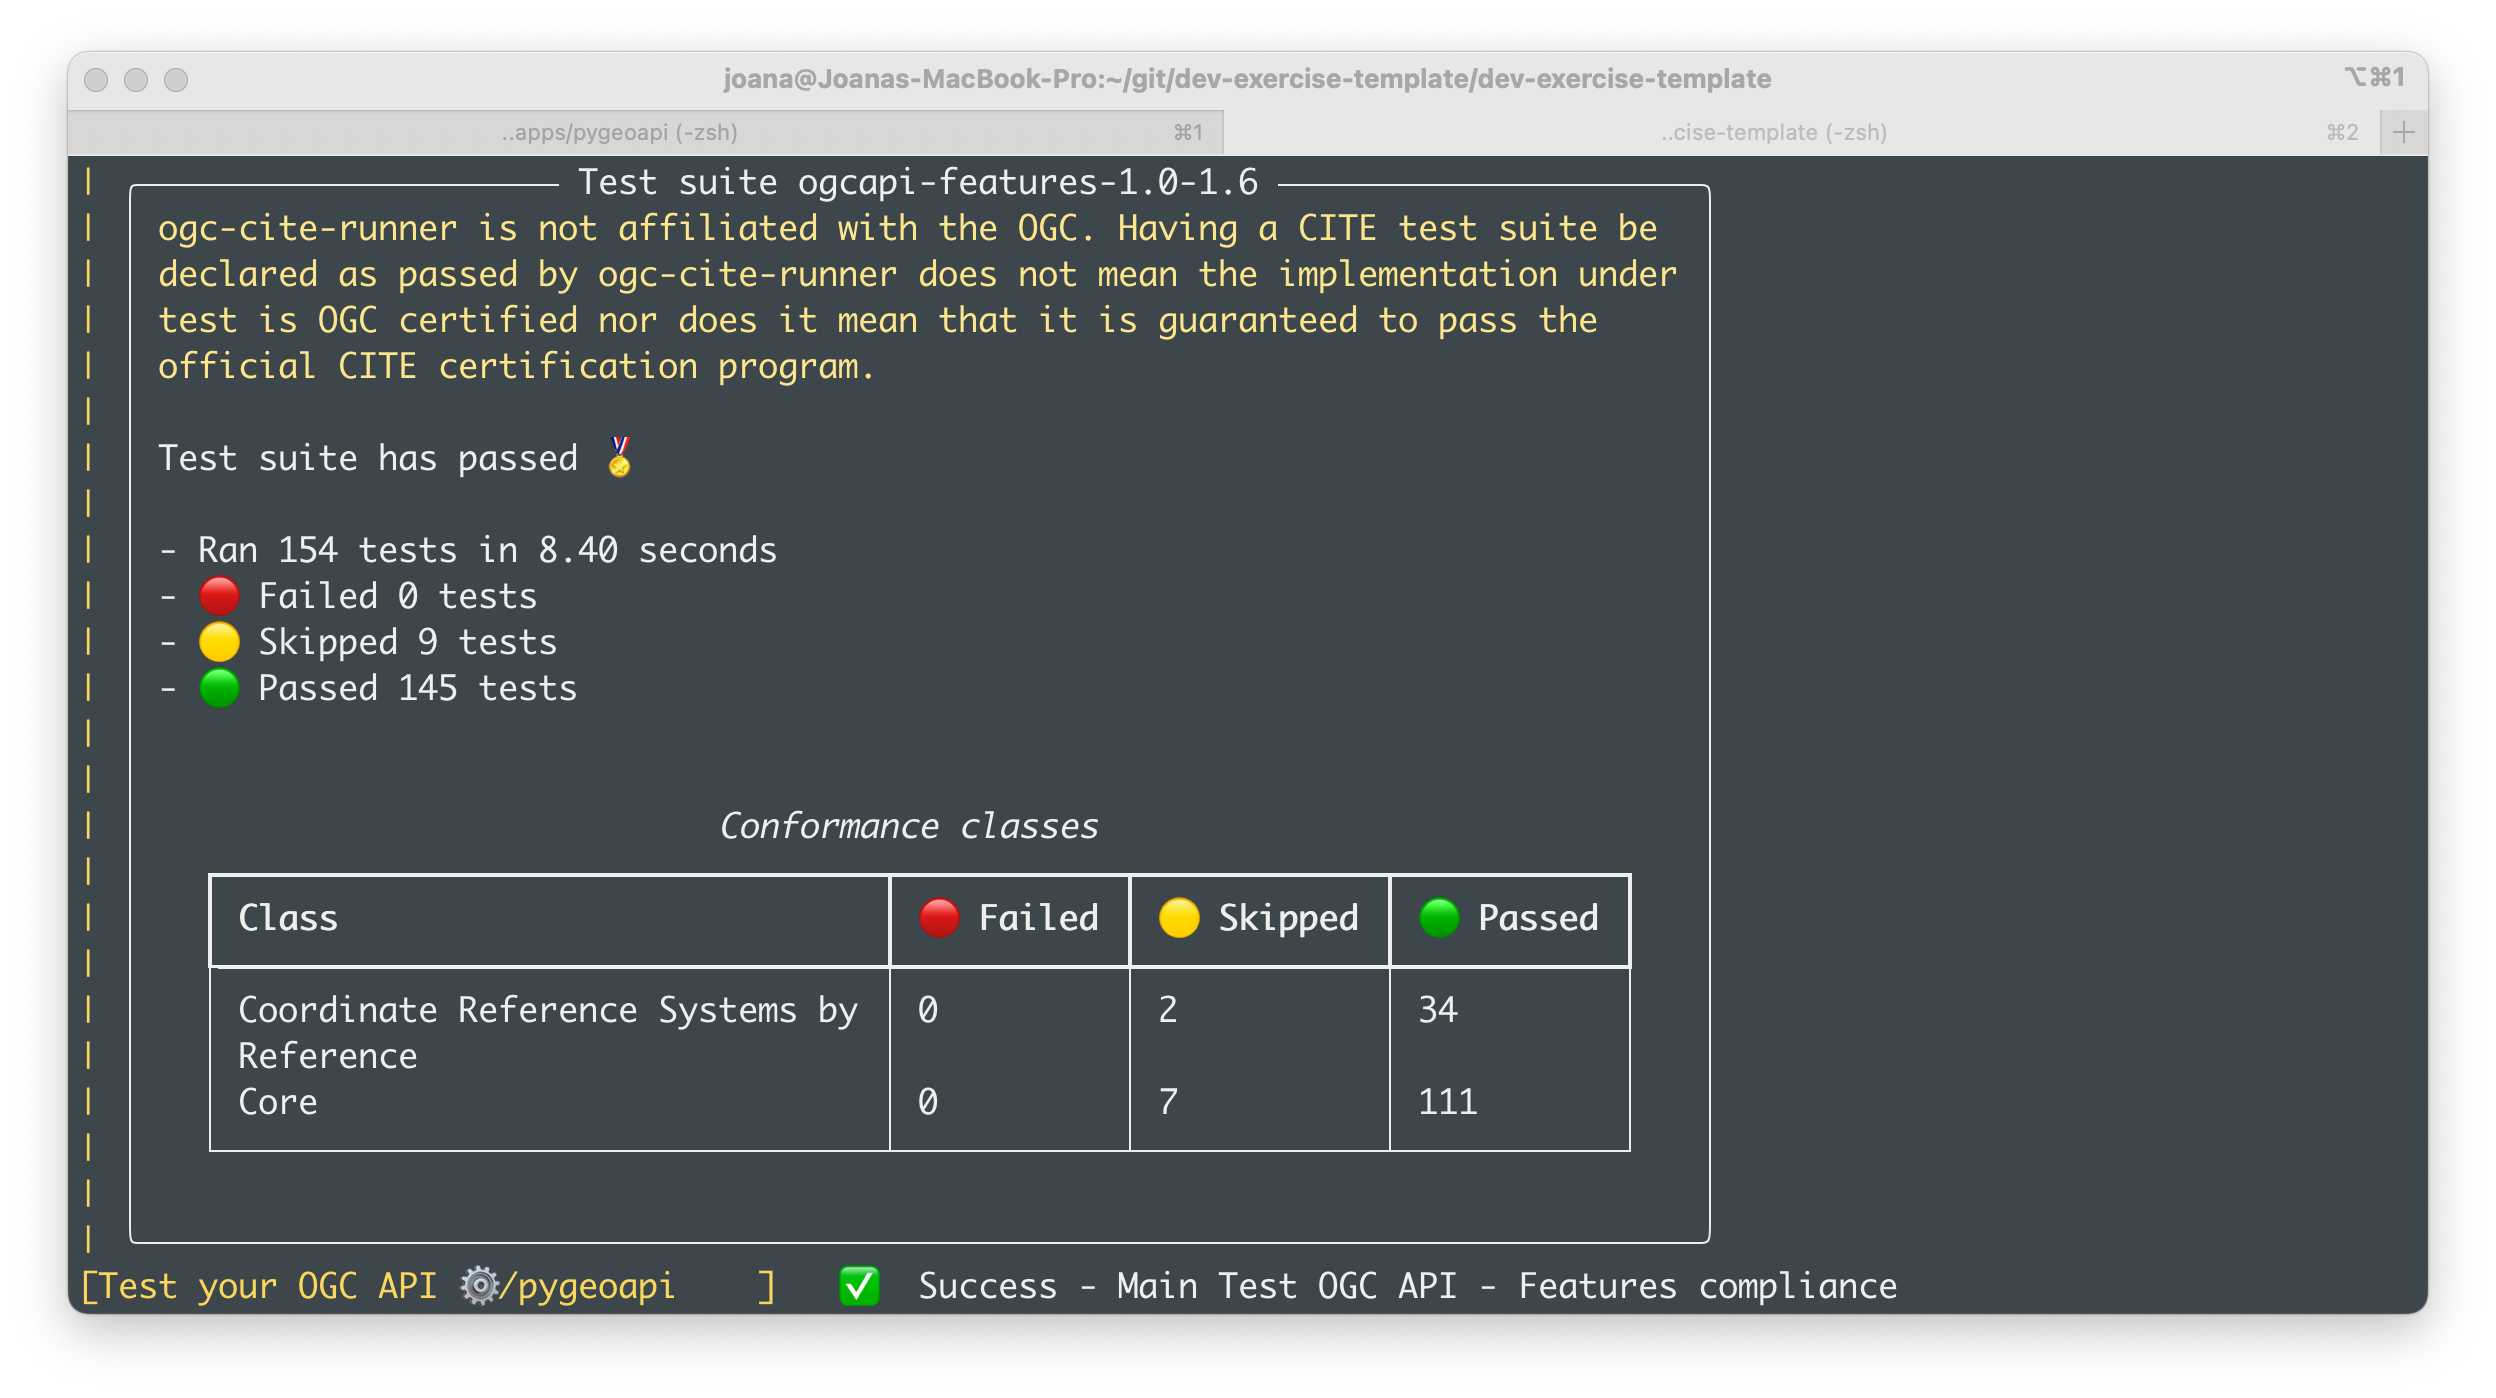 joana@Joanas-MacBook-Pro:~/git/dev-exercise-template/dev-exercise-template ⌥⌘1
..apps/pygeoapi (-zsh) ⌘1 ..cise-template (-zsh) ⌘2 +
Test suite ogcapi-features-1.0-1.6
ogc-cite-runner is not affiliated with the OGC. Having a CITE test suite be
declared as passed by ogc-cite-runner does not mean the implementation under
test is OGC certified nor does it mean that it is guaranteed to pass the
official CITE certification program.
Test suite has passed 🏅
- Ran 154 tests in 8.40 seconds
- 🔴 Failed 0 tests
- 🟡 Skipped 9 tests
- 🟢 Passed 145 tests
Conformance classes
Class 🔴 Failed 🟡 Skipped 🟢 Passed
Coordinate Reference Systems by 0 2 34
Reference
Core 0 7 111
[Test your OGC API ⚙️/pygeoapi ] ✅ Success - Main Test OGC API - Features compliance